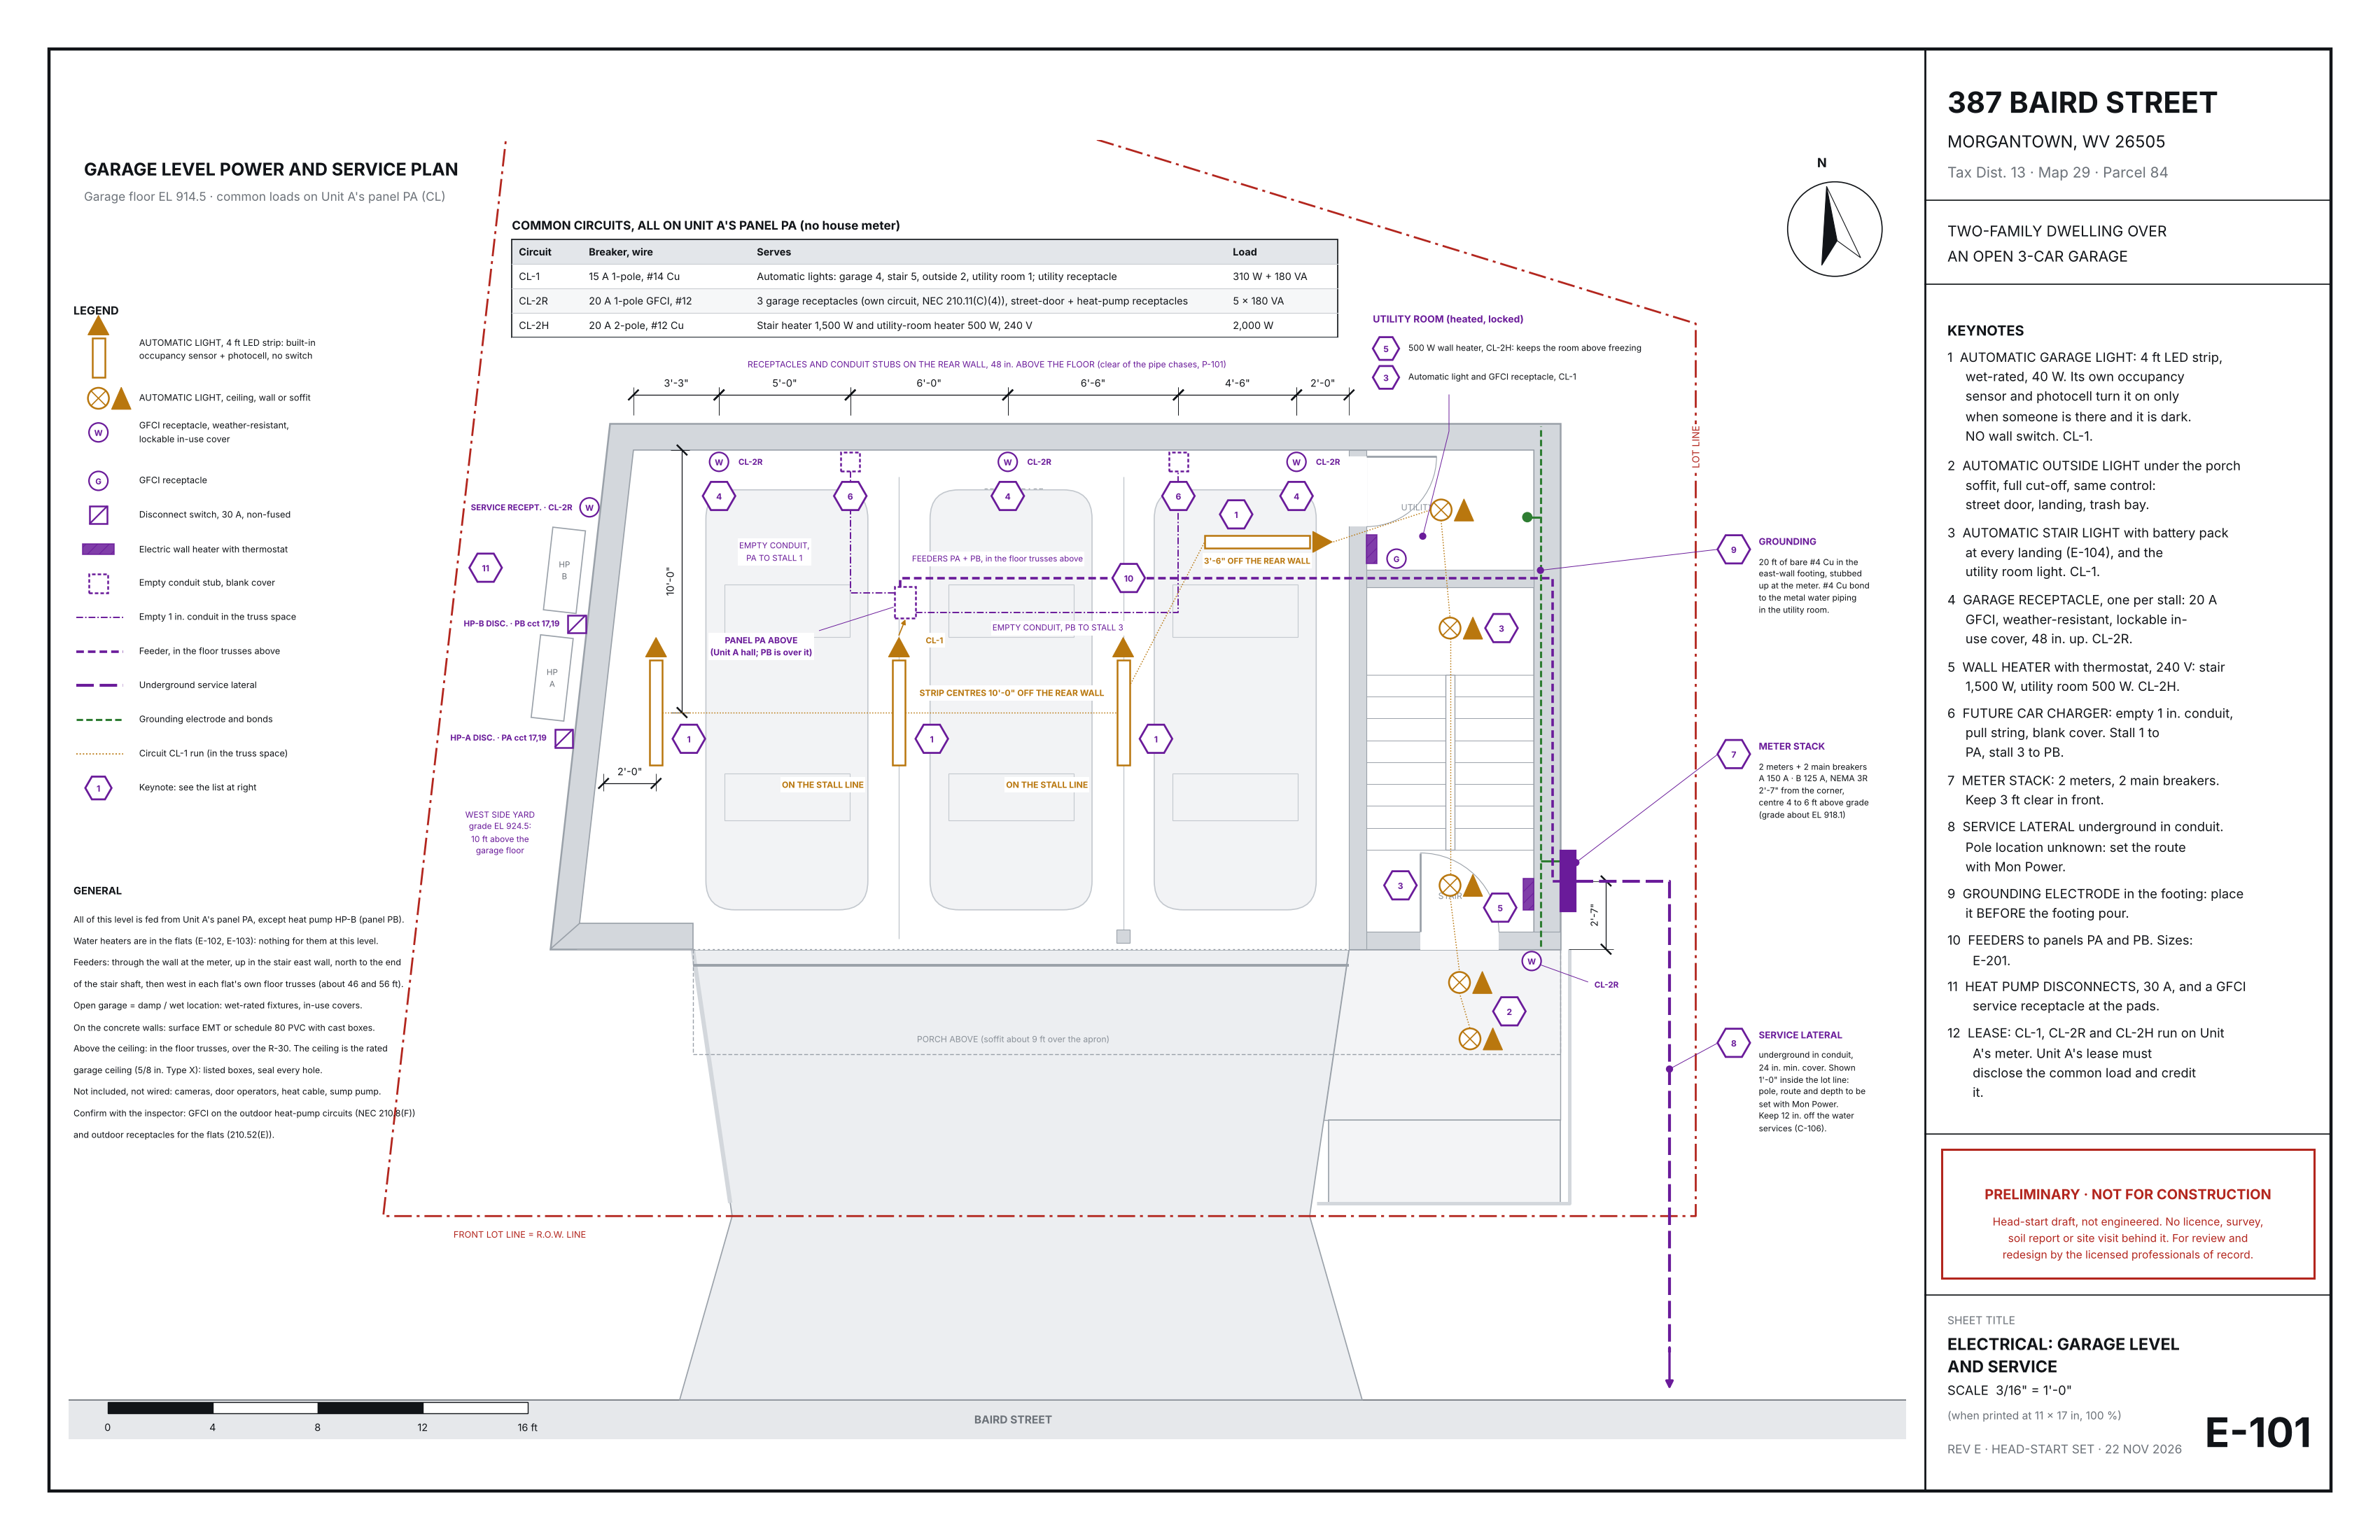 GARAGE LEVEL POWER AND SERVICE PLAN
Garage floor EL 914.5 · common loads on Unit A's panel PA (CL)
COMMON CIRCUITS, ALL ON UNIT A'S PANEL PA (no house meter)
Circuit Breaker, wire Serves Load
CL-1 15 A 1-pole, #14 Cu Automatic lights: garage 4, stair 5, outside 2, utility room 1; utility receptacle 310 W + 180 VA
CL-2R 20 A 1-pole GFCI, #12 3 garage receptacles (own circuit, NEC 210.11(C)(4)), street-door + heat-pump receptacles 5 × 180 VA
CL-2H 20 A 2-pole, #12 Cu Stair heater 1,500 W and utility-room heater 500 W, 240 V 2,000 W
N
LEGEND
AUTOMATIC LIGHT, 4 ft LED strip: built-in
occupancy sensor + photocell, no switch
AUTOMATIC LIGHT, ceiling, wall or soffit
W
GFCI receptacle, weather-resistant,
lockable in-use cover
G
GFCI receptacle
Disconnect switch, 30 A, non-fused
Electric wall heater with thermostat
Empty conduit stub, blank cover
Empty 1 in. conduit in the truss space
Feeder, in the floor trusses above
Underground service lateral
Grounding electrode and bonds
Circuit CL-1 run (in the truss space)
1
Keynote: see the list at right
GENERAL
All of this level is fed from Unit A's panel PA, except heat pump HP-B (panel PB).
Water heaters are in the flats (E-102, E-103): nothing for them at this level.
Feeders: through the wall at the meter, up in the stair east wall, north to the end
of the stair shaft, then west in each flat's own floor trusses (about 46 and 56 ft).
Open garage = damp / wet location: wet-rated fixtures, in-use covers.
On the concrete walls: surface EMT or schedule 80 PVC with cast boxes.
Above the ceiling: in the floor trusses, over the R-30. The ceiling is the rated
garage ceiling (5/8 in. Type X): listed boxes, seal every hole.
Not included, not wired: cameras, door operators, heat cable, sump pump.
Confirm with the inspector: GFCI on the outdoor heat-pump circuits (NEC 210.8(F))
and outdoor receptacles for the flats (210.52(E)).
RECEPTACLES AND CONDUIT STUBS ON THE REAR WALL, 48 in. ABOVE THE FLOOR (clear of the pipe chases, P-101)
3'-3" 5'-0" 6'-0" 6'-6" 4'-6" 2'-0"
UTILITY ROOM (heated, locked)
5
500 W wall heater, CL-2H: keeps the room above freezing
3
Automatic light and GFCI receptacle, CL-1
LOT LINE
W CL-2R W CL-2R W CL-2R
4 6 4 6 4
1
SERVICE RECEPT. · CL-2R W
11
HP
B
HP-B DISC. · PB cct 17,19
HP
A
HP-A DISC. · PA cct 17,19
10'-0"
2'-0"
WEST SIDE YARD
grade EL 924.5:
10 ft above the
garage floor
EMPTY CONDUIT,
PA TO STALL 1
FEEDERS PA + PB, in the floor trusses above
10
3'-6" OFF THE REAR WALL
G
EMPTY CONDUIT, PB TO STALL 3
PANEL PA ABOVE
(Unit A hall; PB is over it)
CL-1
3
STRIP CENTRES 10'-0" OFF THE REAR WALL
1 1 1
ON THE STALL LINE ON THE STALL LINE
3
5
2'-7"
W
CL-2R
2
PORCH ABOVE (soffit about 9 ft over the apron)
9
GROUNDING
20 ft of bare #4 Cu in the
east-wall footing, stubbed
up at the meter. #4 Cu bond
to the metal water piping
in the utility room.
7
METER STACK
2 meters + 2 main breakers
A 150 A · B 125 A, NEMA 3R
2'-7" from the corner,
centre 4 to 6 ft above grade
(grade about EL 918.1)
8
SERVICE LATERAL
underground in conduit,
24 in. min. cover. Shown
1'-0" inside the lot line:
pole, route and depth to be
set with Mon Power.
Keep 12 in. off the water
services (C-106).
FRONT LOT LINE = R.O.W. LINE
BAIRD STREET
0 4 8 12 16 ft
387 BAIRD STREET
MORGANTOWN, WV 26505
Tax Dist. 13 · Map 29 · Parcel 84
TWO-FAMILY DWELLING OVER
AN OPEN 3-CAR GARAGE
KEYNOTES
1 AUTOMATIC GARAGE LIGHT: 4 ft LED strip,
wet-rated, 40 W. Its own occupancy
sensor and photocell turn it on only
when someone is there and it is dark.
NO wall switch. CL-1.
2 AUTOMATIC OUTSIDE LIGHT under the porch
soffit, full cut-off, same control:
street door, landing, trash bay.
3 AUTOMATIC STAIR LIGHT with battery pack
at every landing (E-104), and the
utility room light. CL-1.
4 GARAGE RECEPTACLE, one per stall: 20 A
GFCI, weather-resistant, lockable in-
use cover, 48 in. up. CL-2R.
5 WALL HEATER with thermostat, 240 V: stair
1,500 W, utility room 500 W. CL-2H.
6 FUTURE CAR CHARGER: empty 1 in. conduit,
pull string, blank cover. Stall 1 to
PA, stall 3 to PB.
7 METER STACK: 2 meters, 2 main breakers.
Keep 3 ft clear in front.
8 SERVICE LATERAL underground in conduit.
Pole location unknown: set the route
with Mon Power.
9 GROUNDING ELECTRODE in the footing: place
it BEFORE the footing pour.
10 FEEDERS to panels PA and PB. Sizes:
E-201.
11 HEAT PUMP DISCONNECTS, 30 A, and a GFCI
service receptacle at the pads.
12 LEASE: CL-1, CL-2R and CL-2H run on Unit
A's meter. Unit A's lease must
disclose the common load and credit
it.
PRELIMINARY · NOT FOR CONSTRUCTION
Head-start draft, not engineered. No licence, survey,
soil report or site visit behind it. For review and
redesign by the licensed professionals of record.
SHEET TITLE
ELECTRICAL: GARAGE LEVEL
AND SERVICE
SCALE 3/16" = 1'-0"
(when printed at 11 × 17 in, 100 %)
REV E · HEAD-START SET · 22 NOV 2026
E-101